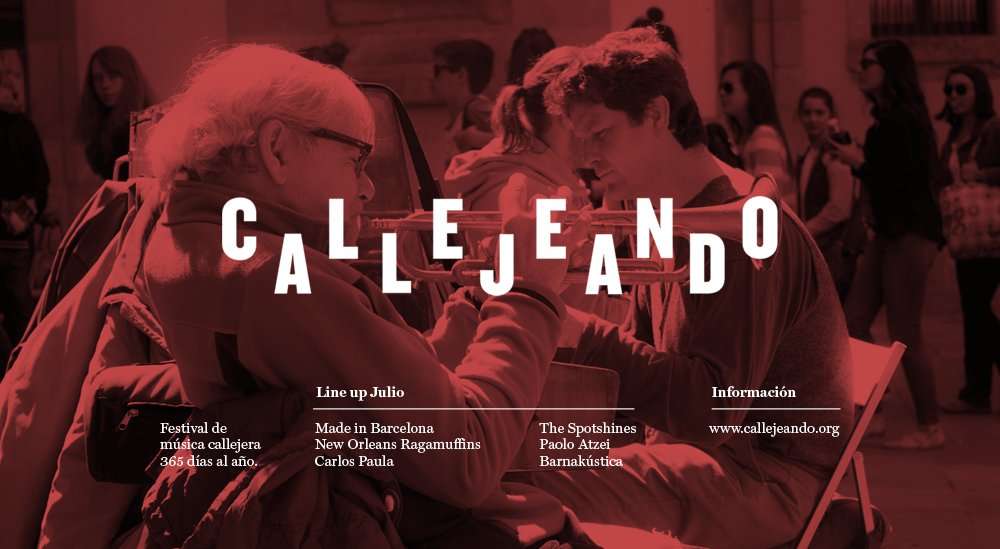 CALLEJEANDO
Festival de
música callejera
365 días al año.
Line up Julio
Made in Barcelona
New Orleans Ragamuffins
Carlos Paula
The Spotshines
Paolo Atzei
Barnakústica
Información
www.callejeando.org